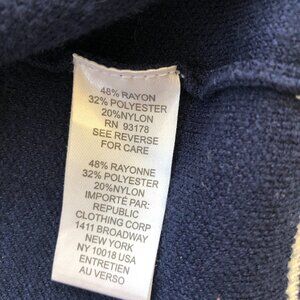 48% RAYON
32% POLYESTER
20%NYLON
RN 93178
SEE REVERSE
FOR CARE
48% RAYONNE
32% POLYESTER
20%NYLON
IMPORTÉ PAR:
REPUBLIC
CLOTHING CORP
1411 BROADWAY
NEW YORK
NY 10018 USA
ENTRETIEN
AU VERSO